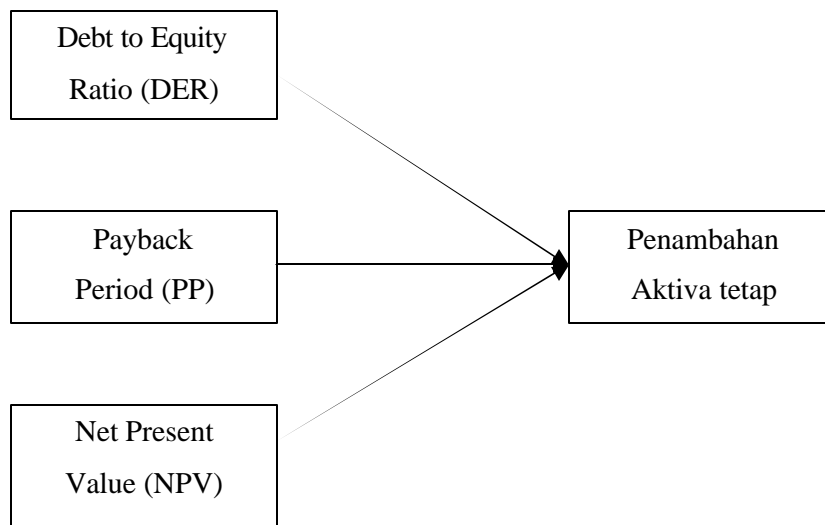 Debt to Equity
Ratio (DER)
Payback
Period (PP)
Penambahan
Aktiva tetap
Net Present
Value (NPV)